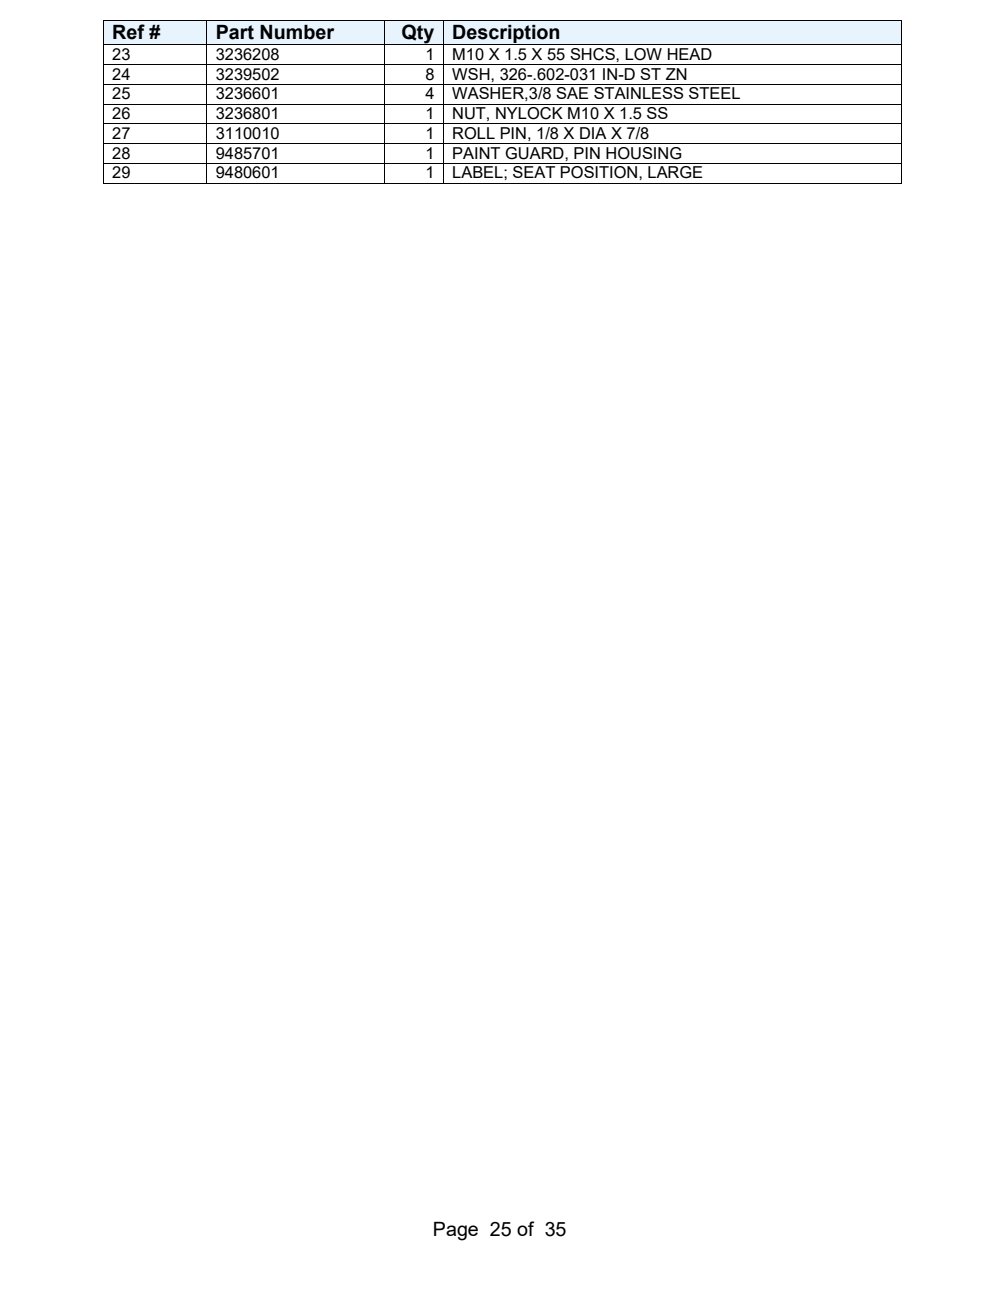 Ref # Part Number Qty Description
23 3236208 1 M10 X 1.5 X 55 SHCS, LOW HEAD
24 3239502 8 WSH, 326-.602-031 IN-D ST ZN
25 3236601 4 WASHER,3/8 SAE STAINLESS STEEL
26 3236801 1 NUT, NYLOCK M10 X 1.5 SS
27 3110010 1 ROLL PIN, 1/8 X DIA X 7/8
28 9485701 1 PAINT GUARD, PIN HOUSING
29 9480601 1 LABEL; SEAT POSITION, LARGE
Page 25 of 35